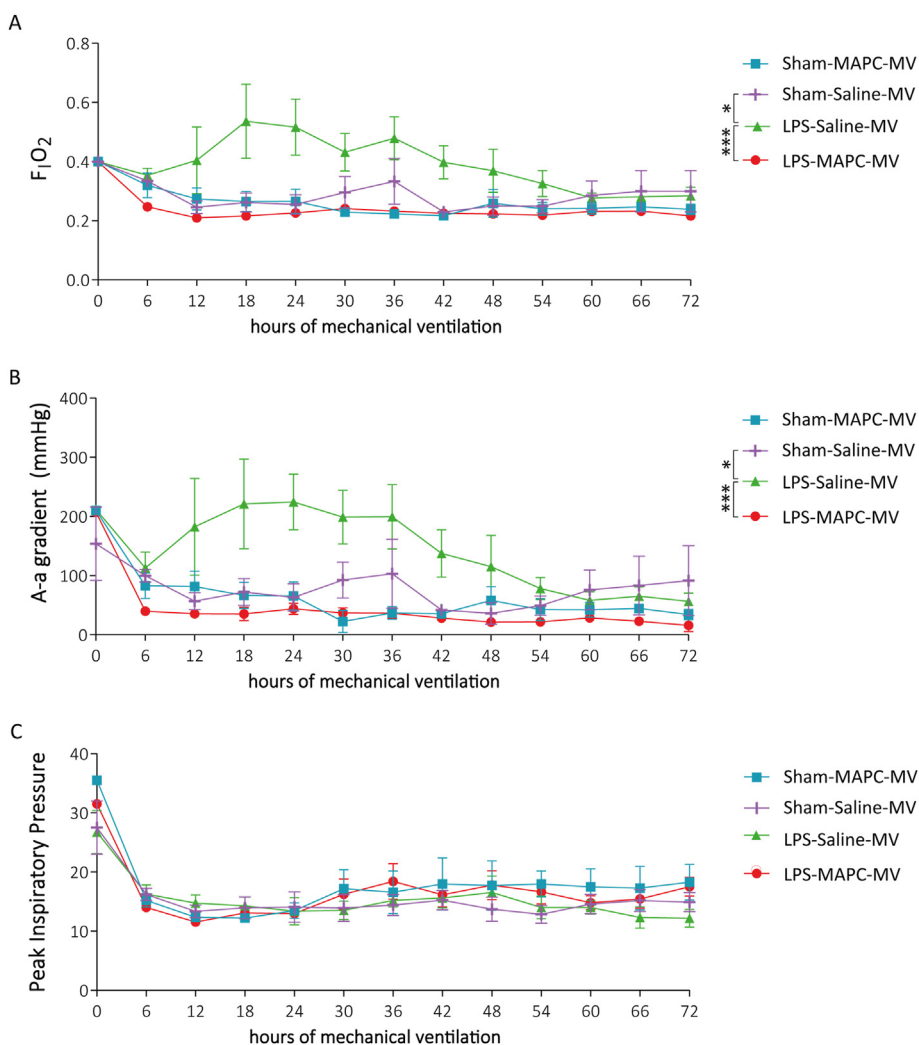 A
0.8
0.6
0.4
0.2
0.0
FIO2
0 6 12 18 24 30 36 42 48 54 60 66 72
hours of mechanical ventilation
Sham-MAPC-MV
Sham-Saline-MV
LPS-Saline-MV
LPS-MAPC-MV
*
***
B
400
300
200
100
0
A-a gradient (mmHg)
0 6 12 18 24 30 36 42 48 54 60 66 72
hours of mechanical ventilation
Sham-MAPC-MV
Sham-Saline-MV
LPS-Saline-MV
LPS-MAPC-MV
*
***
C
40
30
20
10
0
Peak Inspiratory Pressure
0 6 12 18 24 30 36 42 48 54 60 66 72
hours of mechanical ventilation
Sham-MAPC-MV
Sham-Saline-MV
LPS-Saline-MV
LPS-MAPC-MV